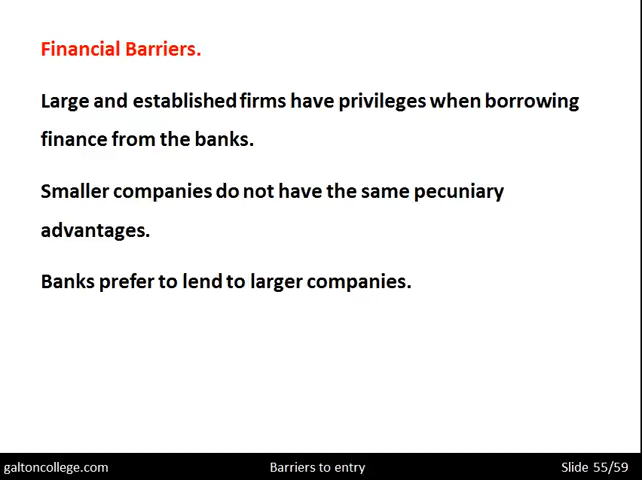 Financial Barriers.
Large and established firms have privileges when borrowing
finance from the banks.
Smaller companies do not have the same pecuniary
advantages.
Banks prefer to lend to larger companies.
galtoncollege.com
Barriers to entry
Slide 55/59